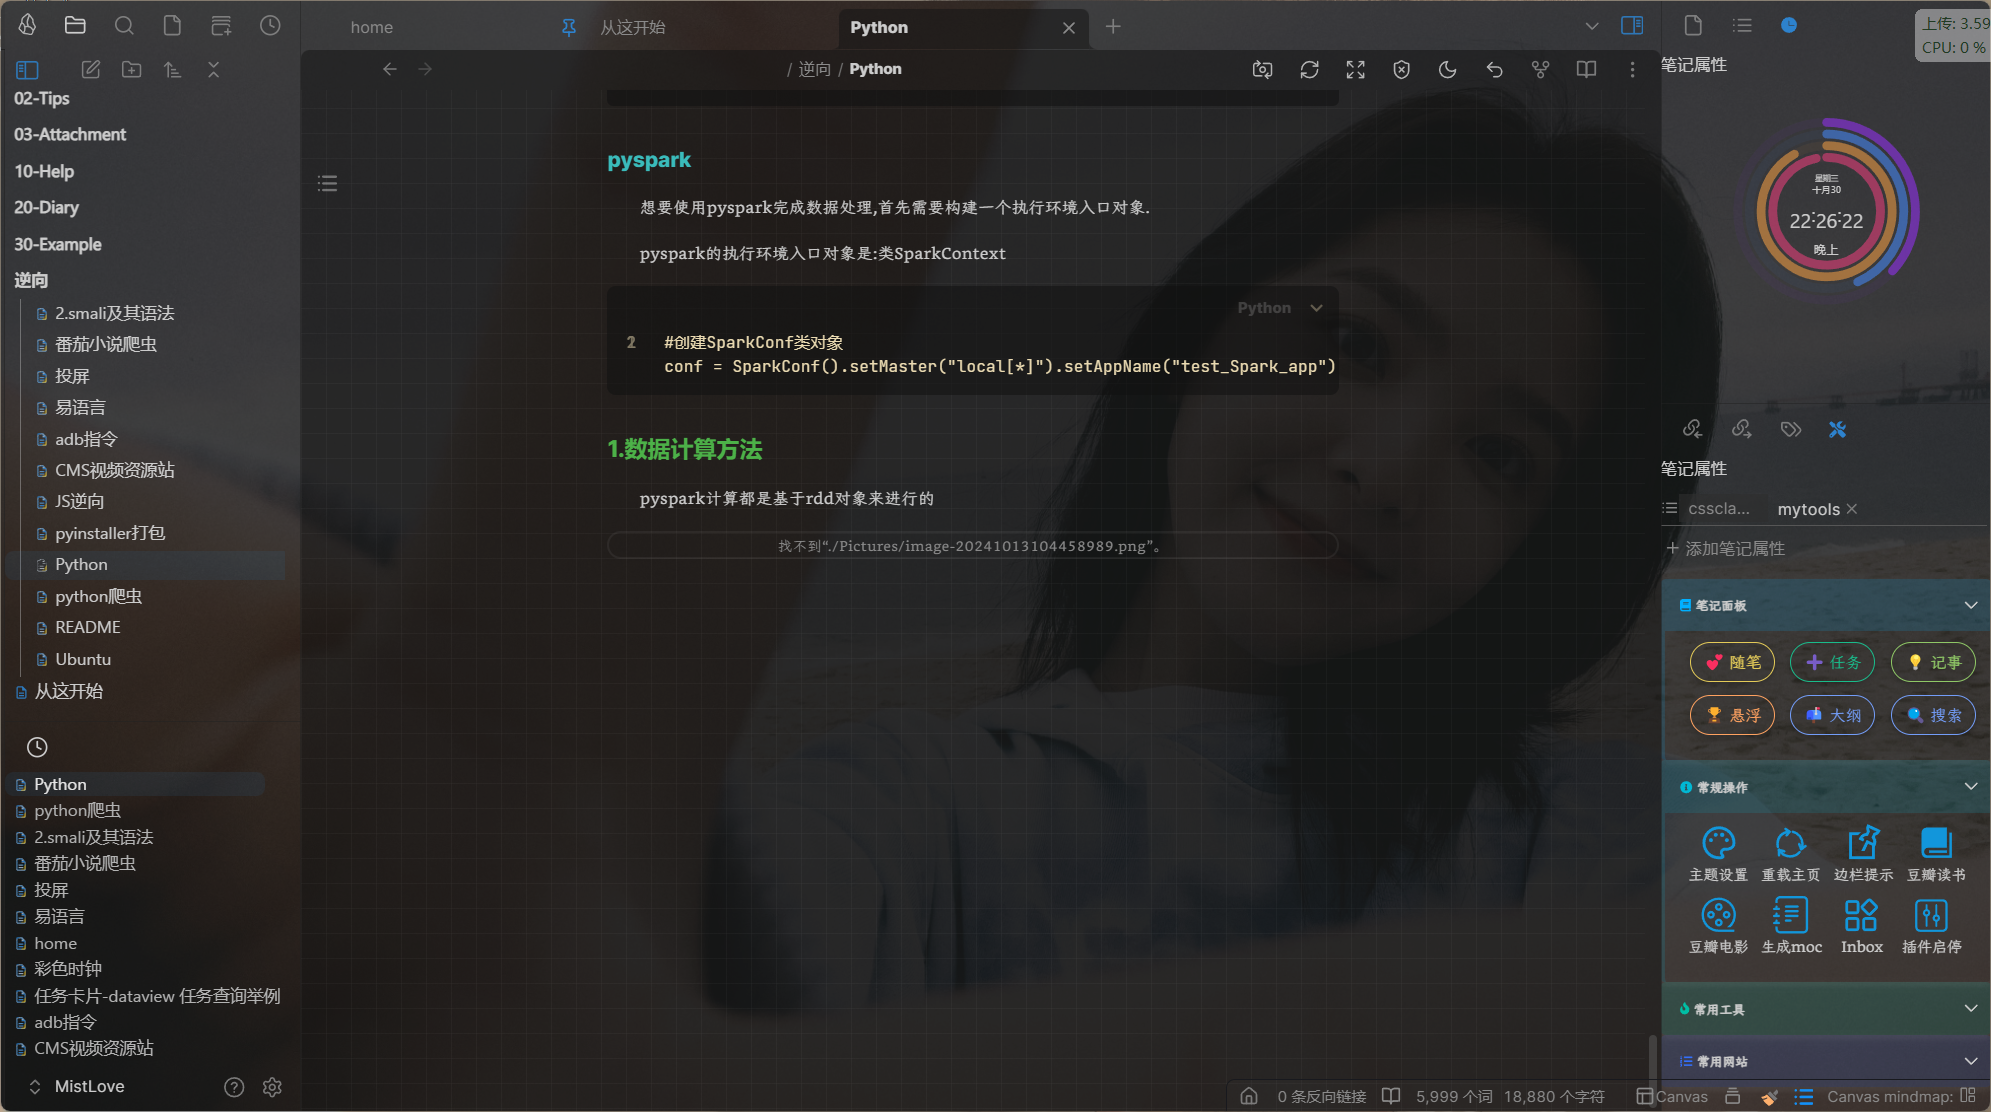 home
从这开始
Python
上传: 3.59
CPU: 0 %
/ 逆向 / Python
笔记属性
02-Tips
03-Attachment
10-Help
20-Diary
30-Example
逆向
2.smali及其语法
番茄小说爬虫
投屏
易语言
adb指令
CMS视频资源站
JS逆向
pyinstaller打包
Python
python爬虫
README
Ubuntu
从这开始
Python
python爬虫
2.smali及其语法
番茄小说爬虫
投屏
易语言
home
彩色时钟
任务卡片-dataview 任务查询举例
adb指令
CMS视频资源站
MistLove
pyspark
想要使用pyspark完成数据处理,首先需要构建一个执行环境入口对象.
pyspark的执行环境入口对象是:类SparkContext
Python
2
#创建SparkConf类对象
conf = SparkConf().setMaster("local[*]").setAppName("test_Spark_app")
1.数据计算方法
pyspark计算都是基于rdd对象来进行的
找不到“./Pictures/image-20241013104458989.png”。
星期三
十月30
22:26:22
晚上
笔记属性
csscla...
mytools
添加笔记属性
笔记面板
随笔
任务
记事
悬浮
大纲
搜索
常规操作
主题设置
重载主页
边栏提示
豆瓣读书
豆瓣电影
生成moc
Inbox
插件启停
常用工具
常用网站
0 条反向链接
5,999 个词
18,880 个字符
Canvas
Canvas mindmap: